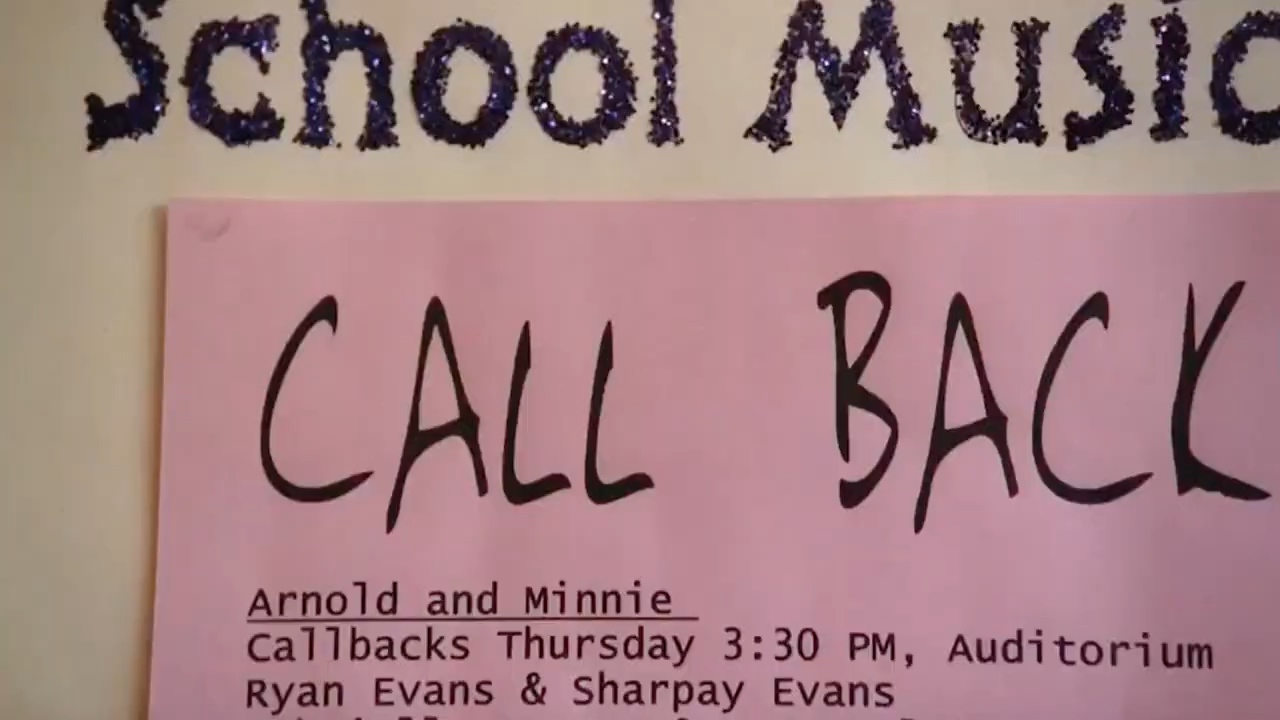 School Music
CALL BACK
Arnold and Minnie
Callbacks Thursday 3:30 PM, Auditorium
Ryan Evans & Sharpay Evans